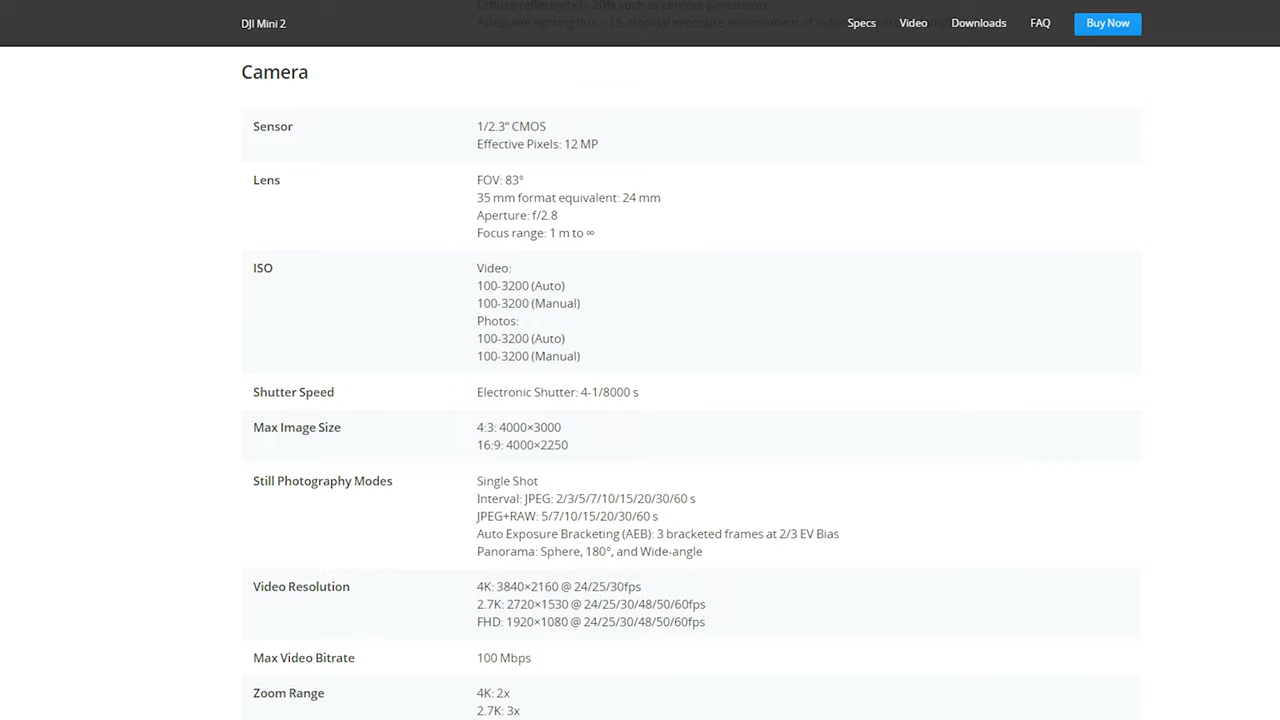 DJI Mini 2
Specs
Video
Downloads
FAQ
Buy Now
Camera
Sensor
1/2.3" CMOS
Effective Pixels: 12 MP
Lens
FOV: 83°
35 mm format equivalent: 24 mm
Aperture: f/2.8
Focus range: 1 m to ∞
ISO
Video:
100-3200 (Auto)
100-3200 (Manual)
Photos:
100-3200 (Auto)
100-3200 (Manual)
Shutter Speed
Electronic Shutter: 4-1/8000 s
Max Image Size
4:3: 4000×3000
16:9: 4000×2250
Still Photography Modes
Single Shot
Interval: JPEG: 2/3/5/7/10/15/20/30/60 s
JPEG+RAW: 5/7/10/15/20/30/60 s
Auto Exposure Bracketing (AEB): 3 bracketed frames at 2/3 EV Bias
Panorama: Sphere, 180°, and Wide-angle
Video Resolution
4K: 3840×2160 @ 24/25/30fps
2.7K: 2720×1530 @ 24/25/30/48/50/60fps
FHD: 1920×1080 @ 24/25/30/48/50/60fps
Max Video Bitrate
100 Mbps
Zoom Range
4K: 2x
2.7K: 3x